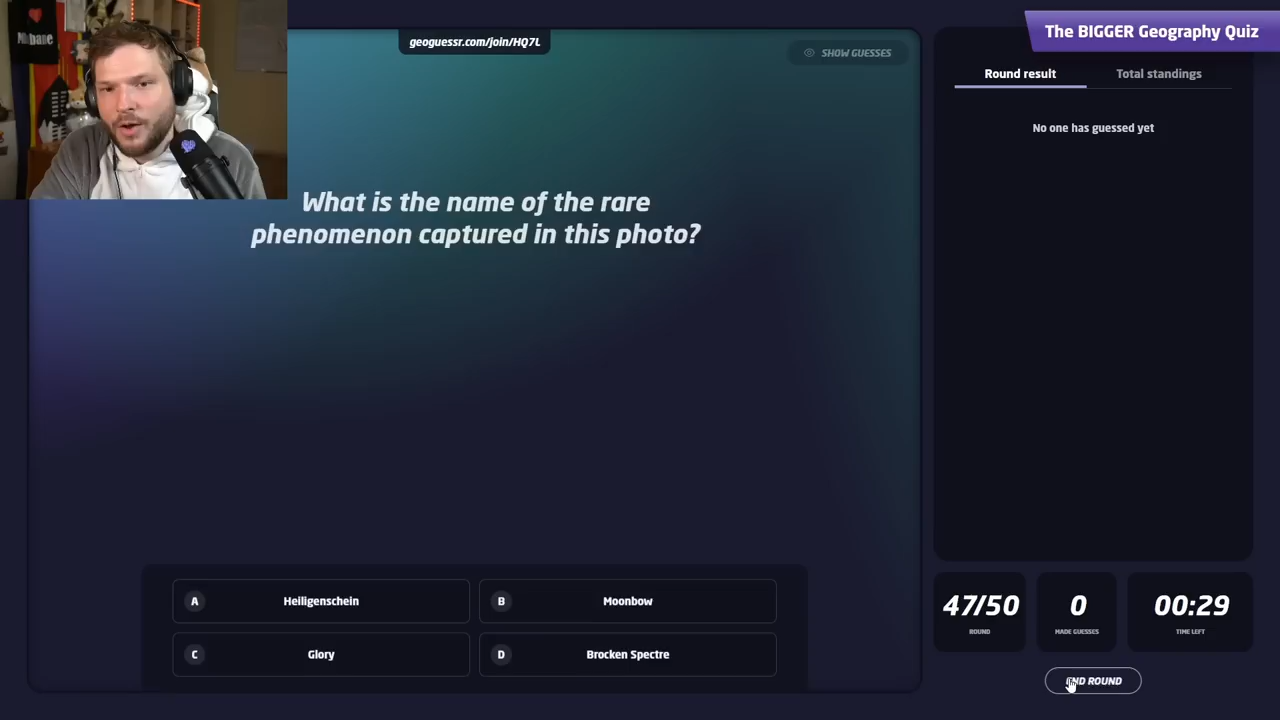 geoguessr.com/join/HQ7L
SHOW GUESSES
The BIGGER Geography Quiz
Round result
Total standings
No one has guessed yet
What is the name of the rare
phenomenon captured in this photo?
A Heiligenschein
B Moonbow
C Glory
D Brocken Spectre
47/50
ROUND
0
MADE GUESSES
00:29
TIME LEFT
END ROUND